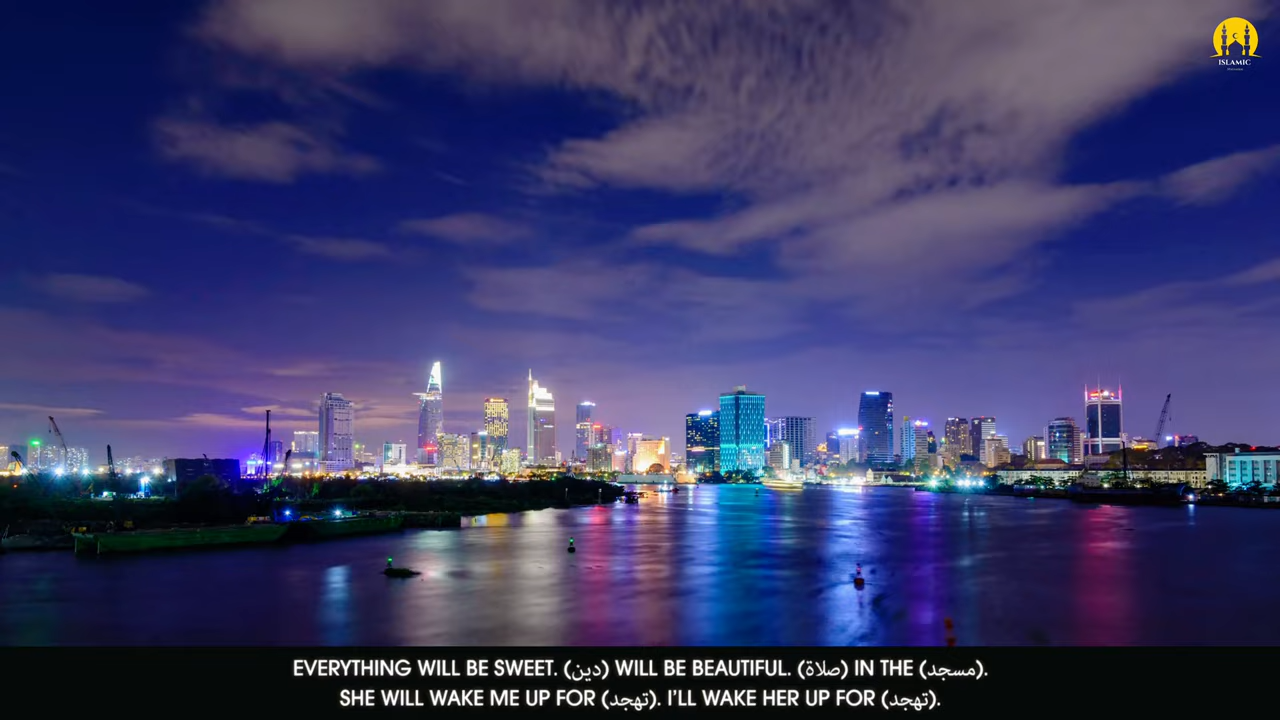 ISLAMIC
EVERYTHING WILL BE SWEET. (دين) WILL BE BEAUTIFUL. (صلاة) IN THE (مسجد).
SHE WILL WAKE ME UP FOR (تهجد). I'LL WAKE HER UP FOR (تهجد).